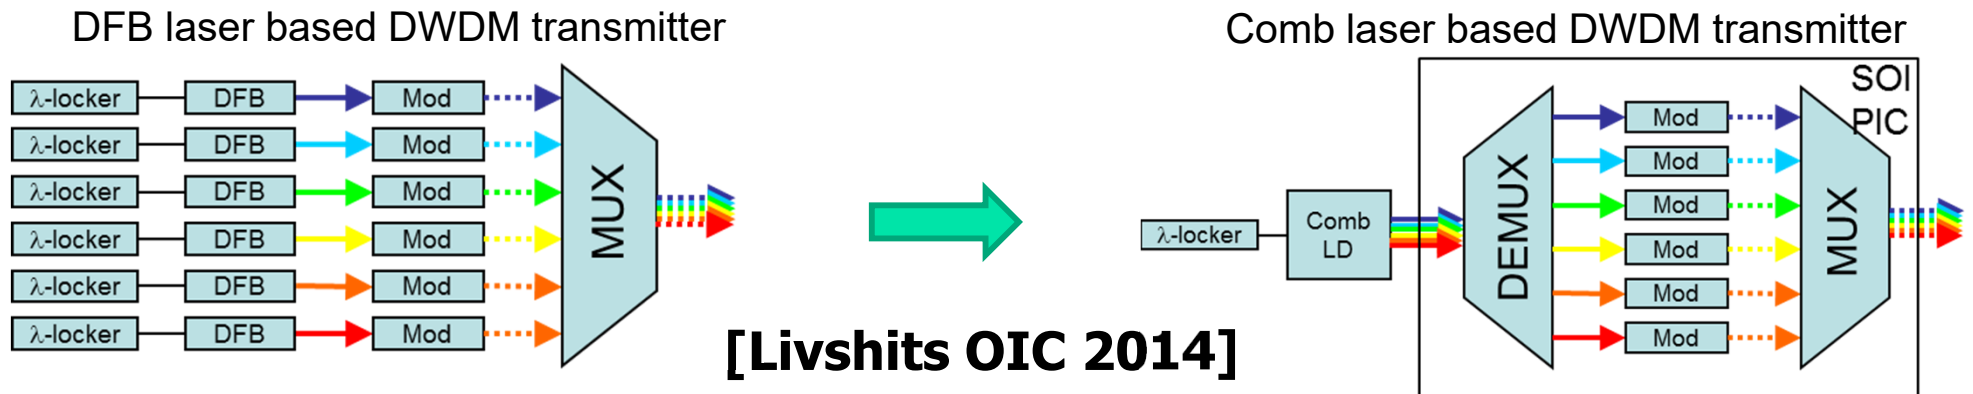 DFB laser based DWDM transmitter
λ-locker DFB Mod
λ-locker DFB Mod
λ-locker DFB Mod
λ-locker DFB Mod
λ-locker DFB Mod
λ-locker DFB Mod
MUX
Comb laser based DWDM transmitter
SOI
PIC
λ-locker
Comb
LD
DEMUX
Mod
Mod
Mod
Mod
Mod
Mod
MUX
[Livshits OIC 2014]